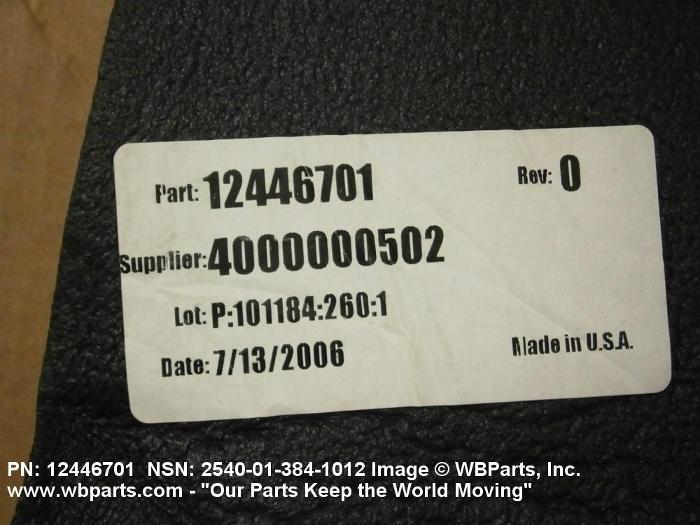 Part: 12446701 Rev: 0
Supplier: 4000000502
Lot: P:101184:260:1
Date: 7/13/2006 Made in U.S.A.
PN: 12446701 NSN: 2540-01-384-1012 Image © WBParts, Inc.
www.wbparts.com - "Our Parts Keep the World Moving"